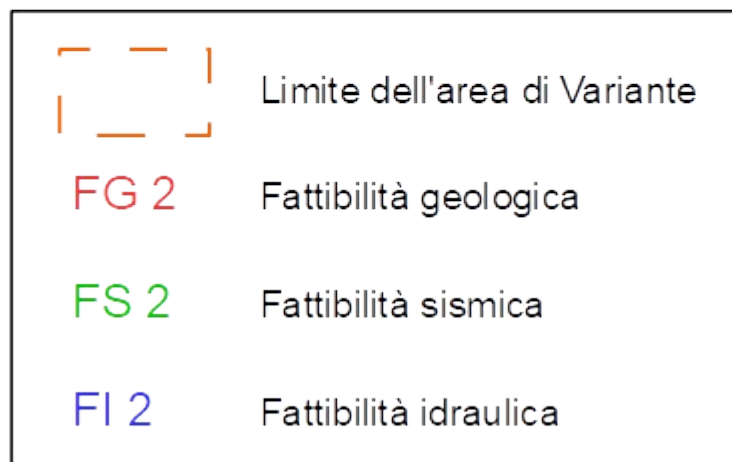 Limite dell'area di Variante
FG 2 Fattibilità geologica
FS 2 Fattibilità sismica
FI 2 Fattibilità idraulica